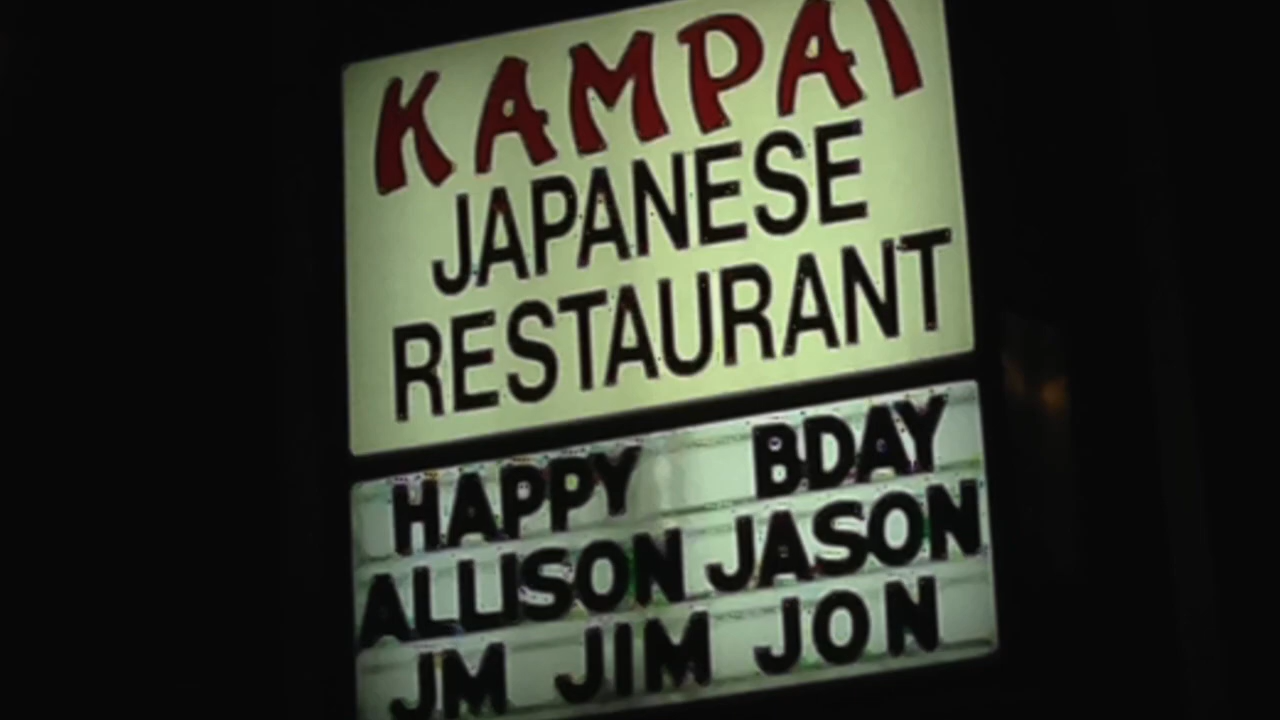 KAMPAI
JAPANESE
RESTAURANT
HAPPY BDAY
ALLISON JASON
JM JIM JON